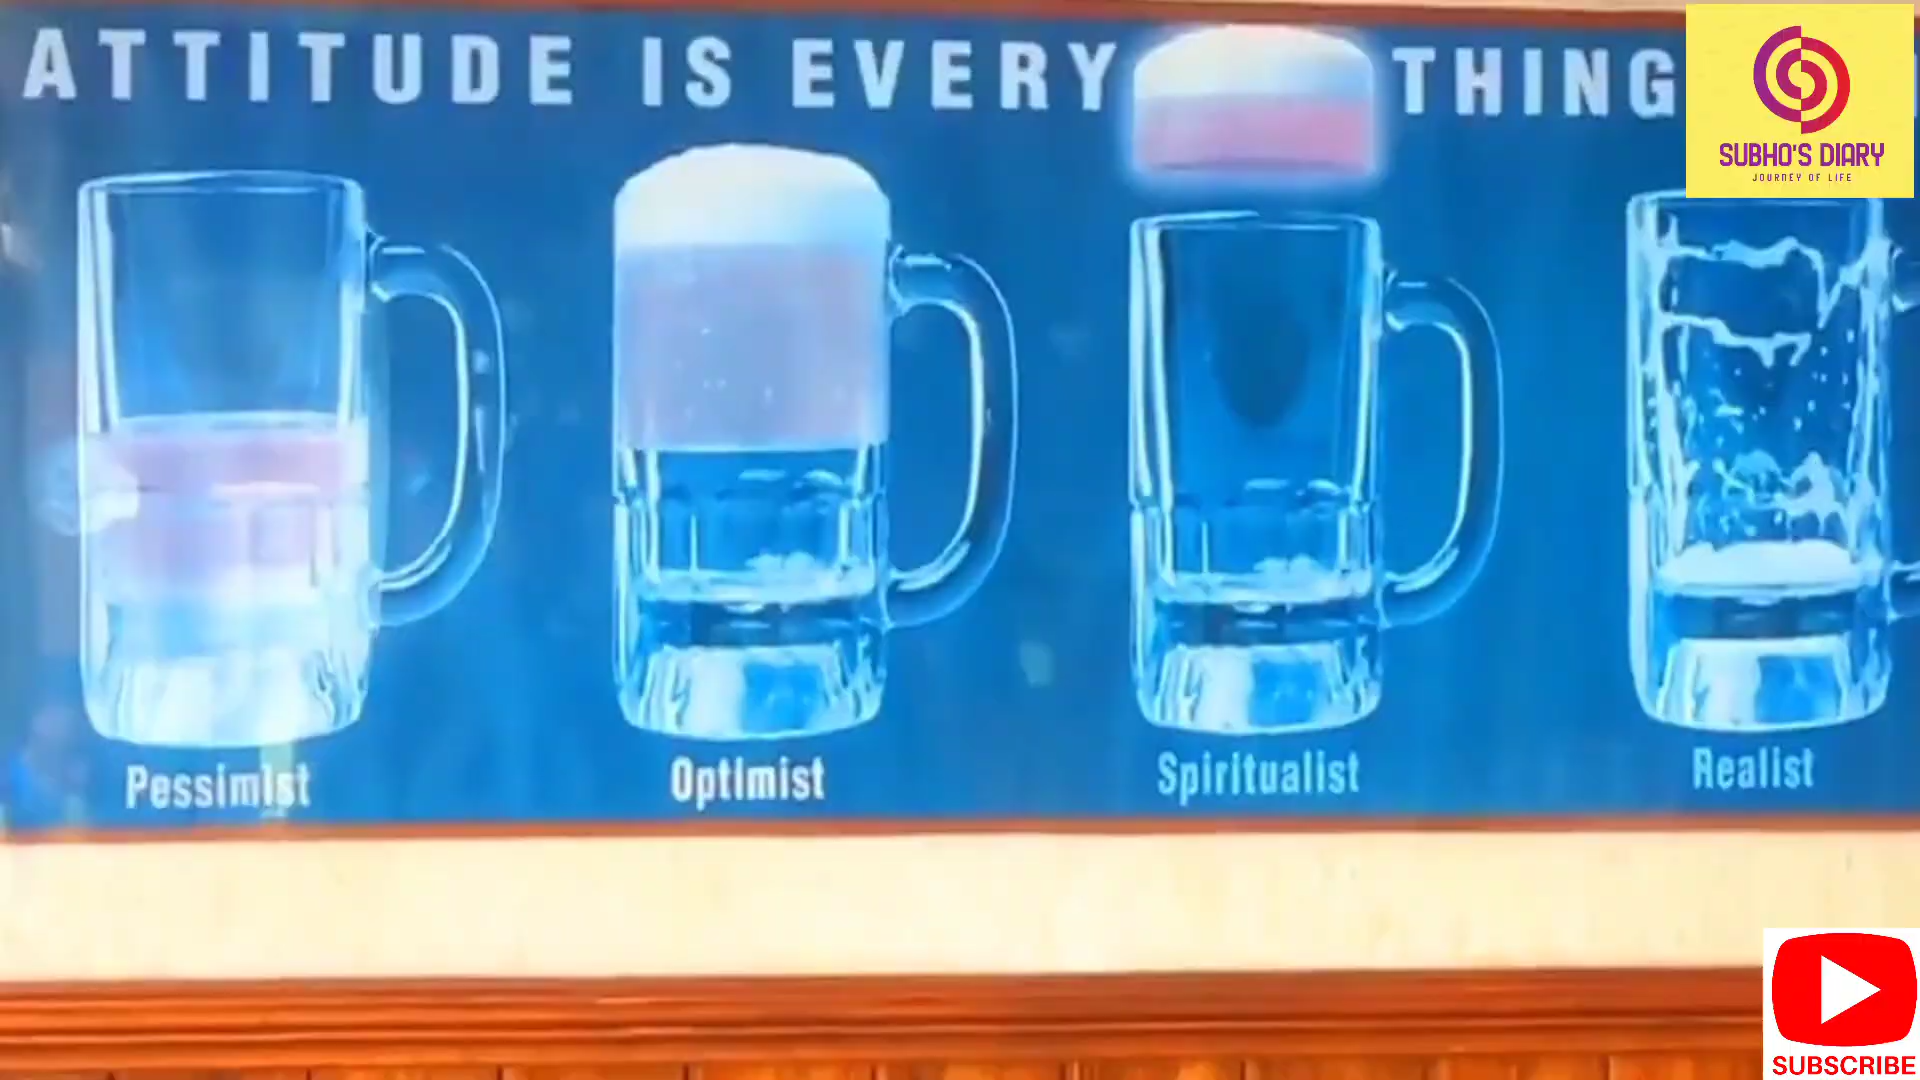 ATTITUDE IS EVERY THING
SUBHO'S DIARY
JOURNEY OF LIFE
Pessimist
Optimist
Spiritualist
Realist
SUBSCRIBE